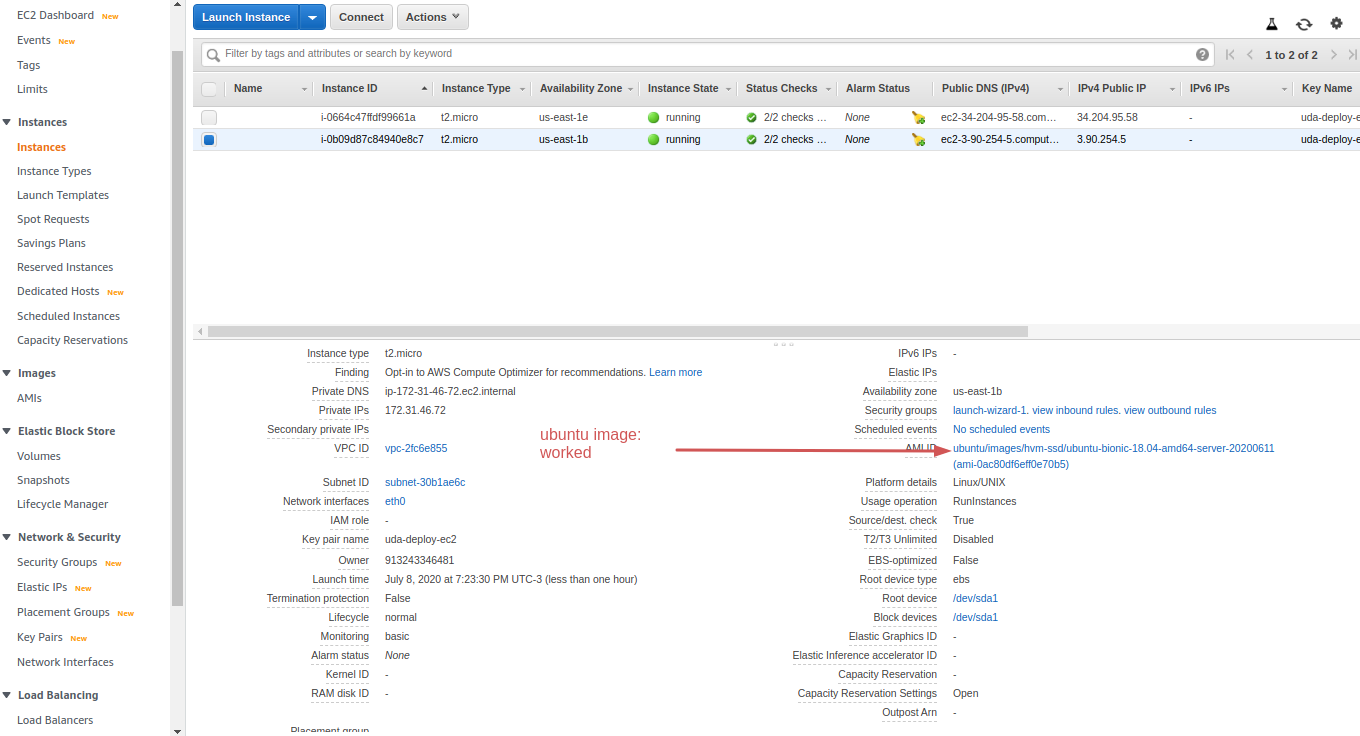 EC2 Dashboard New
Events New
Tags
Limits
Instances
Instances
Instance Types
Launch Templates
Spot Requests
Savings Plans
Reserved Instances
Dedicated Hosts New
Scheduled Instances
Capacity Reservations
Images
AMIs
Elastic Block Store
Volumes
Snapshots
Lifecycle Manager
Network & Security
Security Groups New
Elastic IPs New
Placement Groups New
Key Pairs New
Network Interfaces
Load Balancing
Load Balancers
Launch Instance Connect Actions
Filter by tags and attributes or search by keyword 1 to 2 of 2
Name Instance ID Instance Type Availability Zone Instance State Status Checks Alarm Status Public DNS (IPv4) IPv4 Public IP IPv6 IPs Key Name
i-0664c47ffdf99661a t2.micro us-east-1e running 2/2 checks ... None ec2-34-204-95-58.com... 34.204.95.58 - uda-deploy-e
i-0b09d87c84940e8c7 t2.micro us-east-1b running 2/2 checks ... None ec2-3-90-254-5.comput... 3.90.254.5 - uda-deploy-e
Instance type t2.micro
Finding Opt-in to AWS Compute Optimizer for recommendations. Learn more
Private DNS ip-172-31-46-72.ec2.internal
Private IPs 172.31.46.72
Secondary private IPs
VPC ID vpc-2fc6e855
Subnet ID subnet-30b1ae6c
Network interfaces eth0
IAM role -
Key pair name uda-deploy-ec2
Owner 913243346481
Launch time July 8, 2020 at 7:23:30 PM UTC-3 (less than one hour)
Termination protection False
Lifecycle normal
Monitoring basic
Alarm status None
Kernel ID -
RAM disk ID -
Placement group
ubuntu image:
worked
IPv6 IPs -
Elastic IPs
Availability zone us-east-1b
Security groups launch-wizard-1. view inbound rules. view outbound rules
Scheduled events No scheduled events
AMI ID ubuntu/images/hvm-ssd/ubuntu-bionic-18.04-amd64-server-20200611
(ami-0ac80df6eff0e70b5)
Platform details Linux/UNIX
Usage operation RunInstances
Source/dest. check True
T2/T3 Unlimited Disabled
EBS-optimized False
Root device type ebs
Root device /dev/sda1
Block devices /dev/sda1
Elastic Graphics ID -
Elastic Inference accelerator ID -
Capacity Reservation -
Capacity Reservation Settings Open
Outpost Arn -